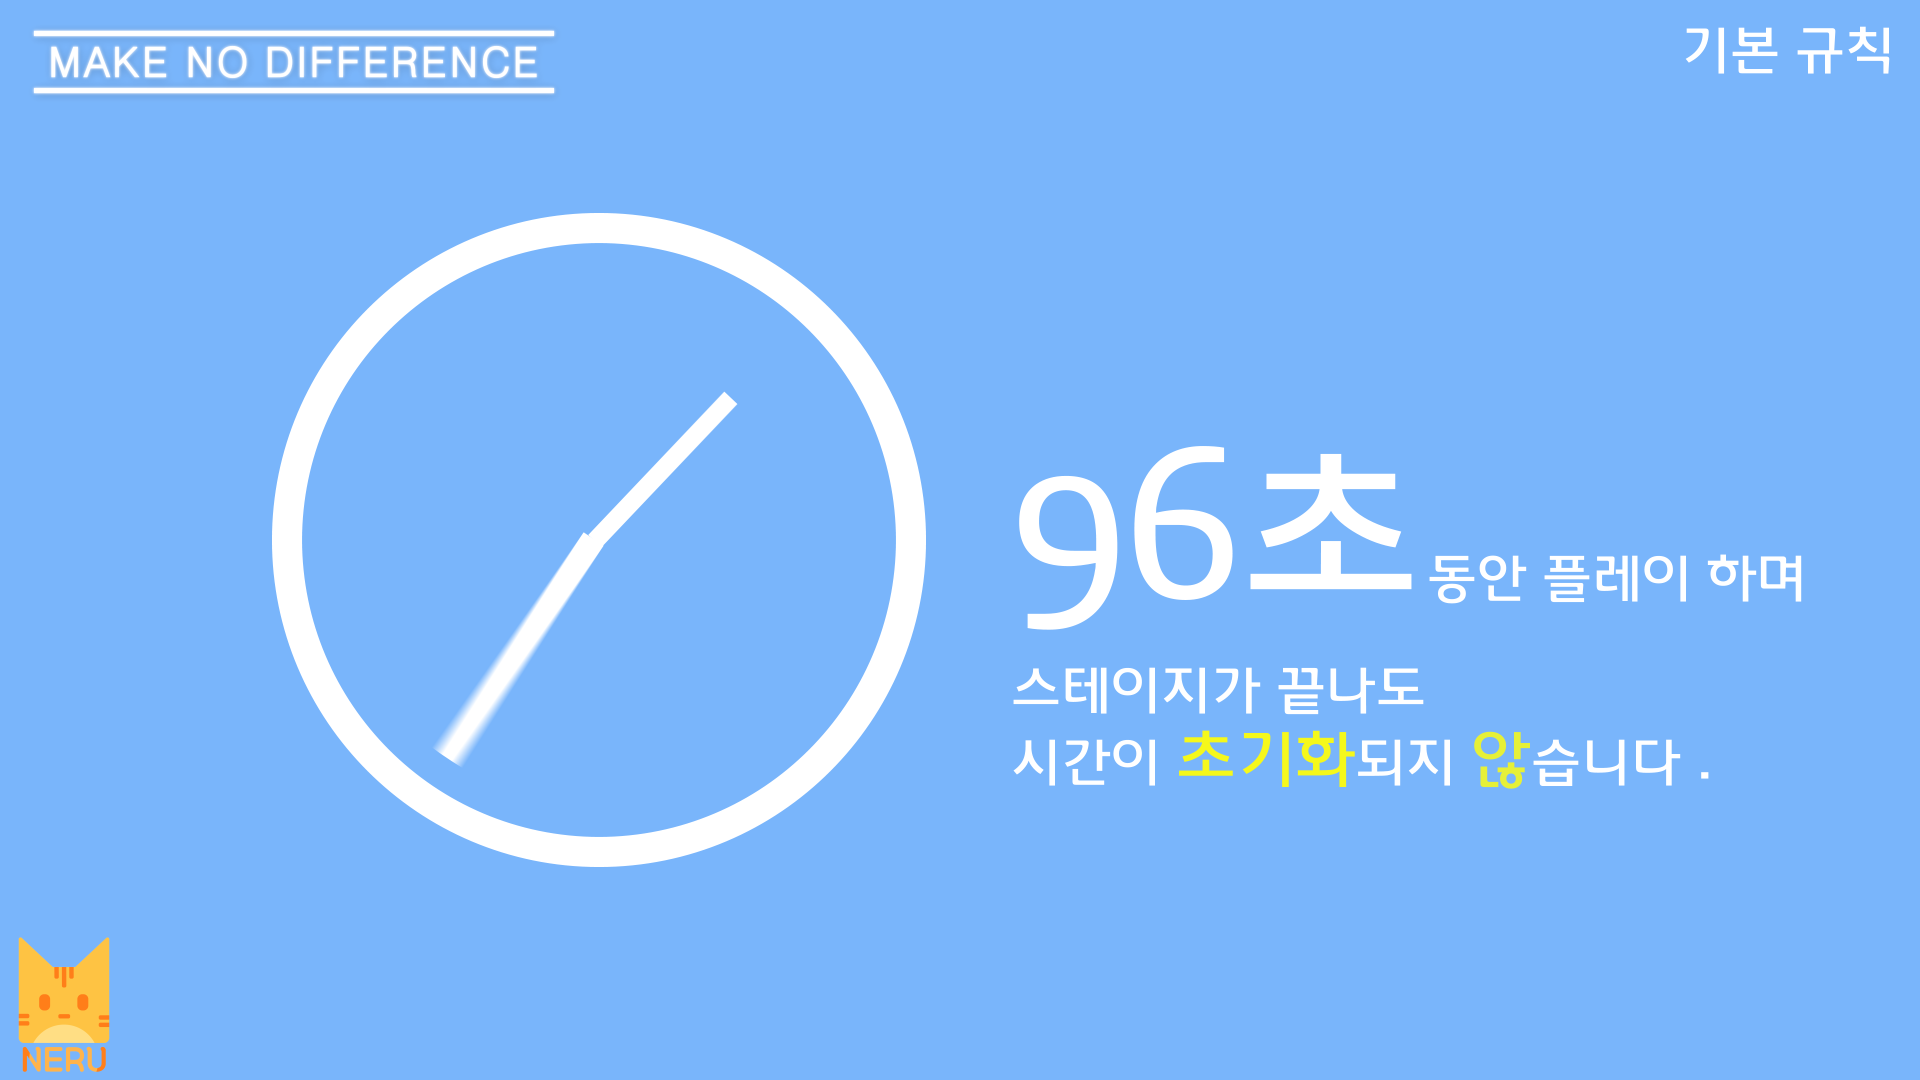 MAKE NO DIFFERENCE
기본 규칙
96초 동안 플레이 하며
스테이지가 끝나도
시간이 초기화되지 않습니다 .
NERU